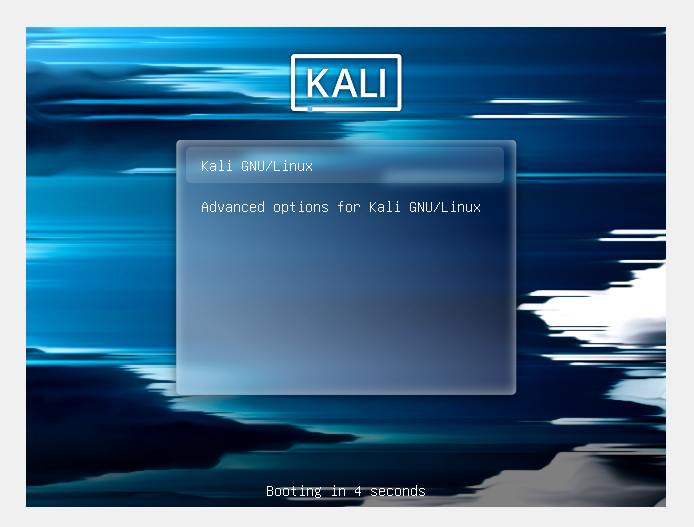 KALI
Kali GNU/Linux
Advanced options for Kali GNU/Linux
Booting in 4 seconds